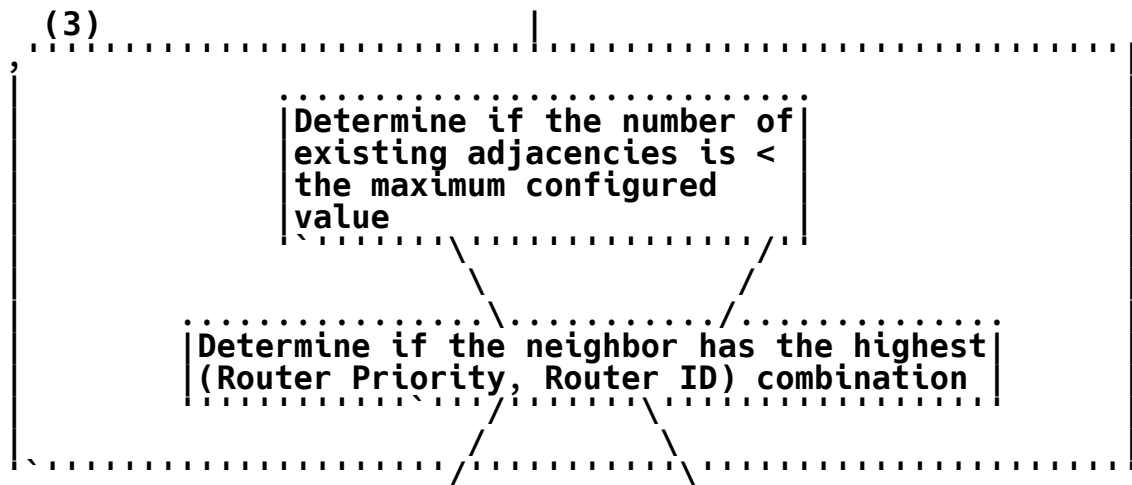 (3)
Determine if the number of
existing adjacencies is <
the maximum configured
value
Determine if the neighbor has the highest
(Router Priority, Router ID) combination